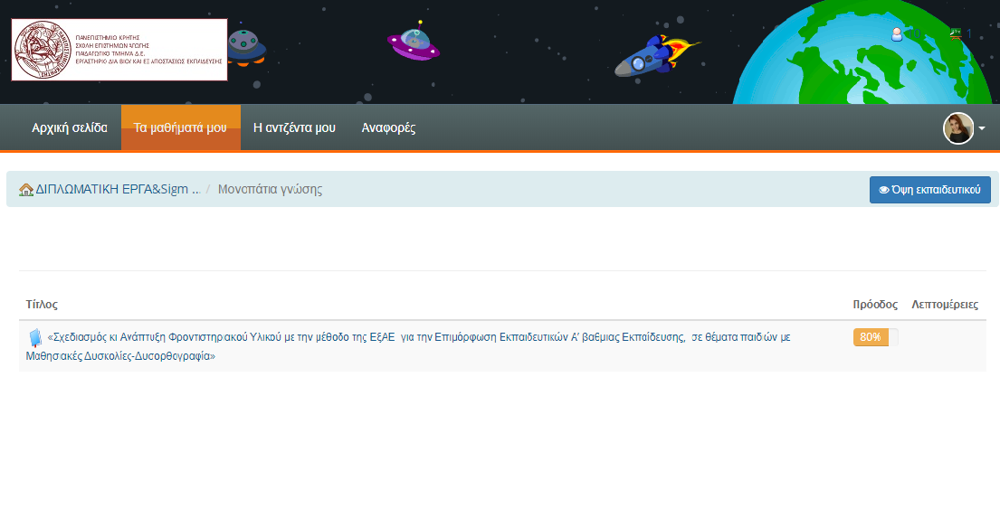 ΠΑΝΕΠΙΣΤΗΜΙΟ ΚΡΗΤΗΣ
ΣΧΟΛΗ ΕΠΙΣΤΗΜΩΝ ΑΓΩΓΗΣ
ΠΑΙΔΑΓΩΓΙΚΟ ΤΜΗΜΑ Δ.Ε.
ΕΡΓΑΣΤΗΡΙΟ ΔΙΑ ΒΙΟΥ ΚΑΙ ΕΞ ΑΠΟΣΤΑΣΕΩΣ ΕΚΠΑΙΔΕΥΣΗΣ
10 1
Αρχική σελίδα Τα μαθήματά μου Η αντζέντα μου Αναφορές
ΔΙΠΛΩΜΑΤΙΚΗ ΕΡΓΑ&Sigm ... / Μονοπάτια γνώσης Όψη εκπαιδευτικού
Τίτλος Πρόοδος Λεπτομέρειες
«Σχεδιασμός κι Ανάπτυξη Φροντιστηριακού Υλικού με την μέθοδο της ΕξΑΕ για την Επιμόρφωση Εκπαιδευτικών Α’ βαθμιας Εκπαίδευσης, σε θέματα παιδιών με 80%
Μαθησιακές Δυσκολίες-Δυσορθογραφία»